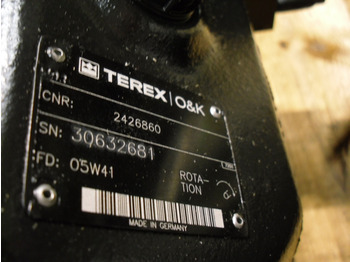 TEREX | O&K
CNR: 2426860
SN: 30632681
FD: 05W41
ROTA-
TION
MADE IN GERMANY